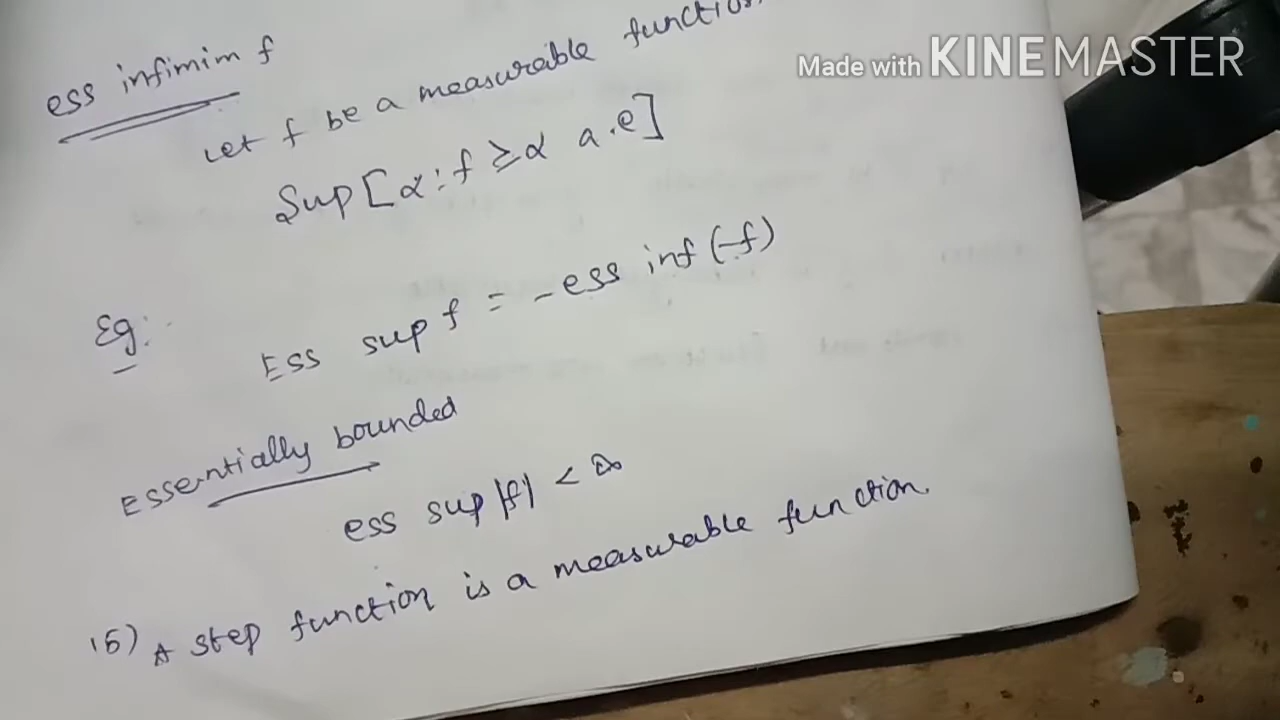 Made with KINEMASTER
ess infimim f
Let f be a measurable function.
Sup [α : f ≥ α a.e]
Eg:
Ess sup f = - ess inf (-f)
Essentially bounded
ess sup |f| < ∞
15) A step function is a measurable function.